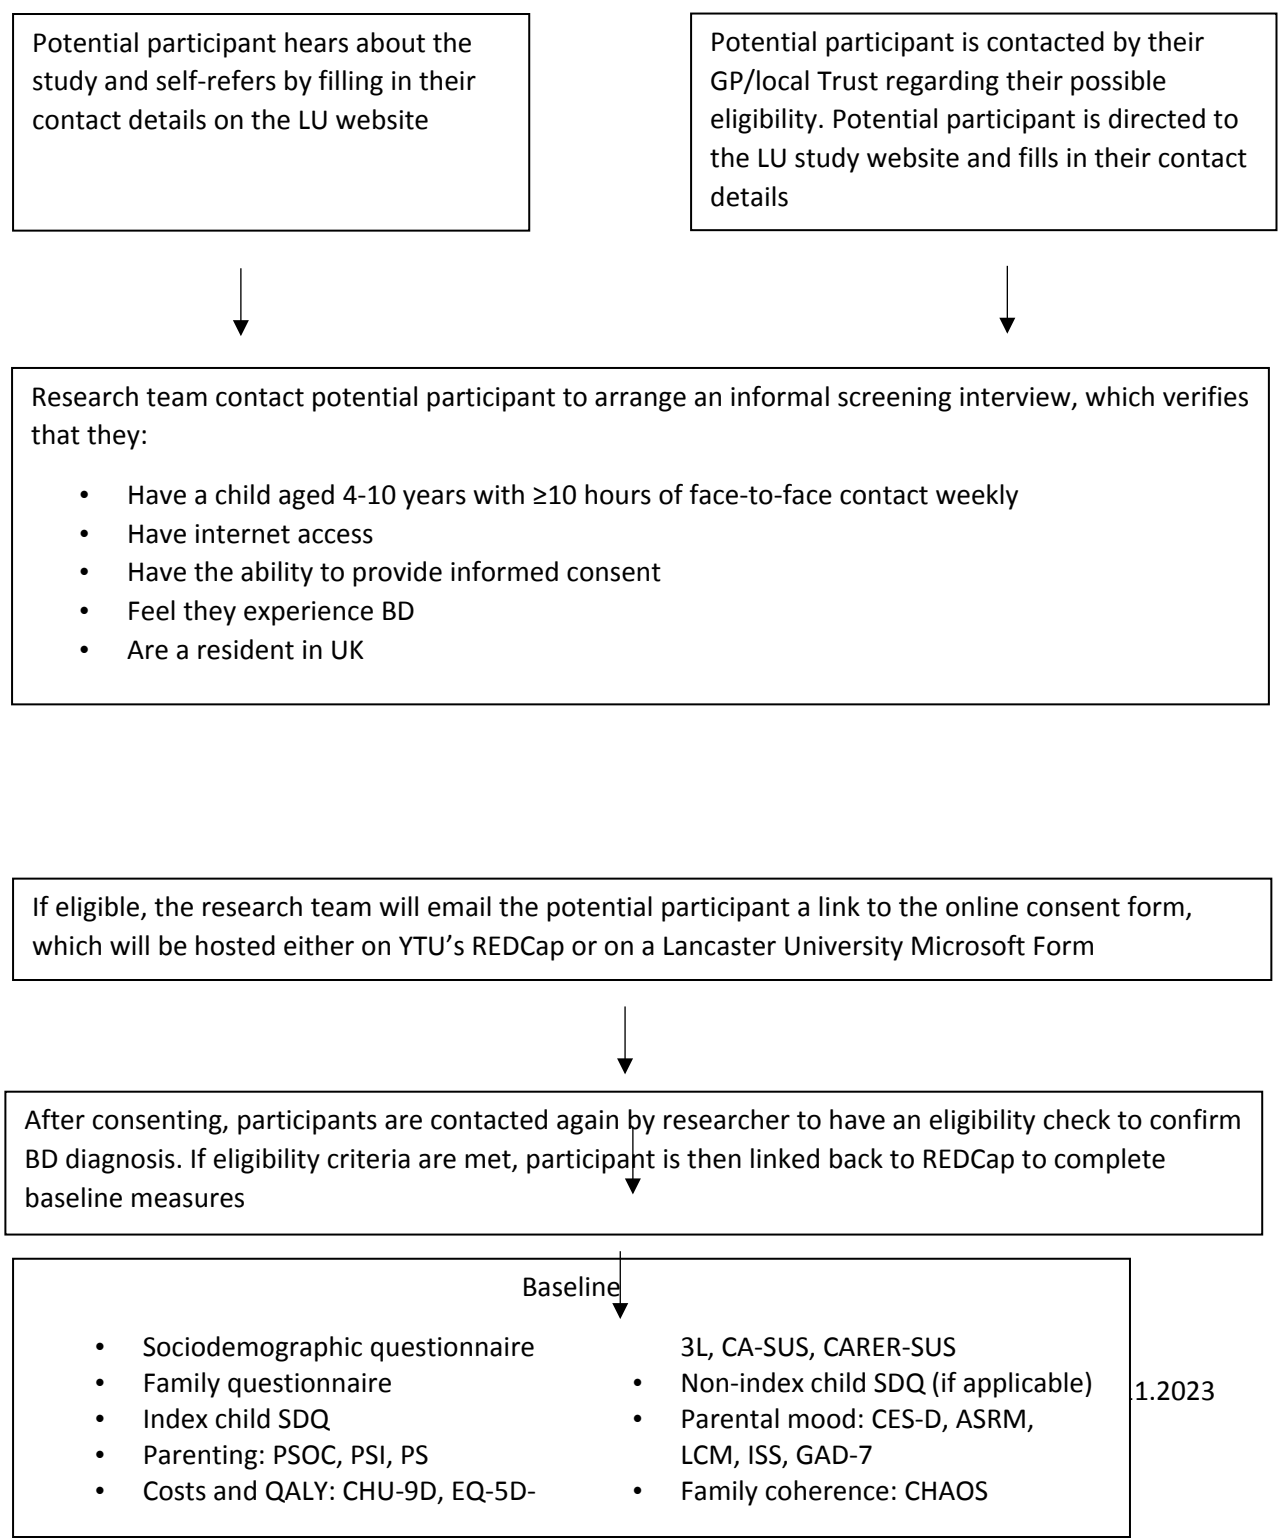 Potential participant hears about the
study and self-refers by filling in their
contact details on the LU website
Potential participant is contacted by their
GP/local Trust regarding their possible
eligibility. Potential participant is directed to
the LU study website and fills in their contact
details
Research team contact potential participant to arrange an informal screening interview, which verifies
that they:
• Have a child aged 4-10 years with ≥10 hours of face-to-face contact weekly
• Have internet access
• Have the ability to provide informed consent
• Feel they experience BD
• Are a resident in UK
If eligible, the research team will email the potential participant a link to the online consent form,
which will be hosted either on YTU's REDCap or on a Lancaster University Microsoft Form
After consenting, participants are contacted again by researcher to have an eligibility check to confirm
BD diagnosis. If eligibility criteria are met, participant is then linked back to REDCap to complete
baseline measures
Baseline
• Sociodemographic questionnaire
• Family questionnaire
• Index child SDQ
• Parenting: PSOC, PSI, PS
• Costs and QALY: CHU-9D, EQ-5D-
3L, CA-SUS, CARER-SUS
• Non-index child SDQ (if applicable)
• Parental mood: CES-D, ASRM,
LCM, ISS, GAD-7
• Family coherence: CHAOS
1.2023